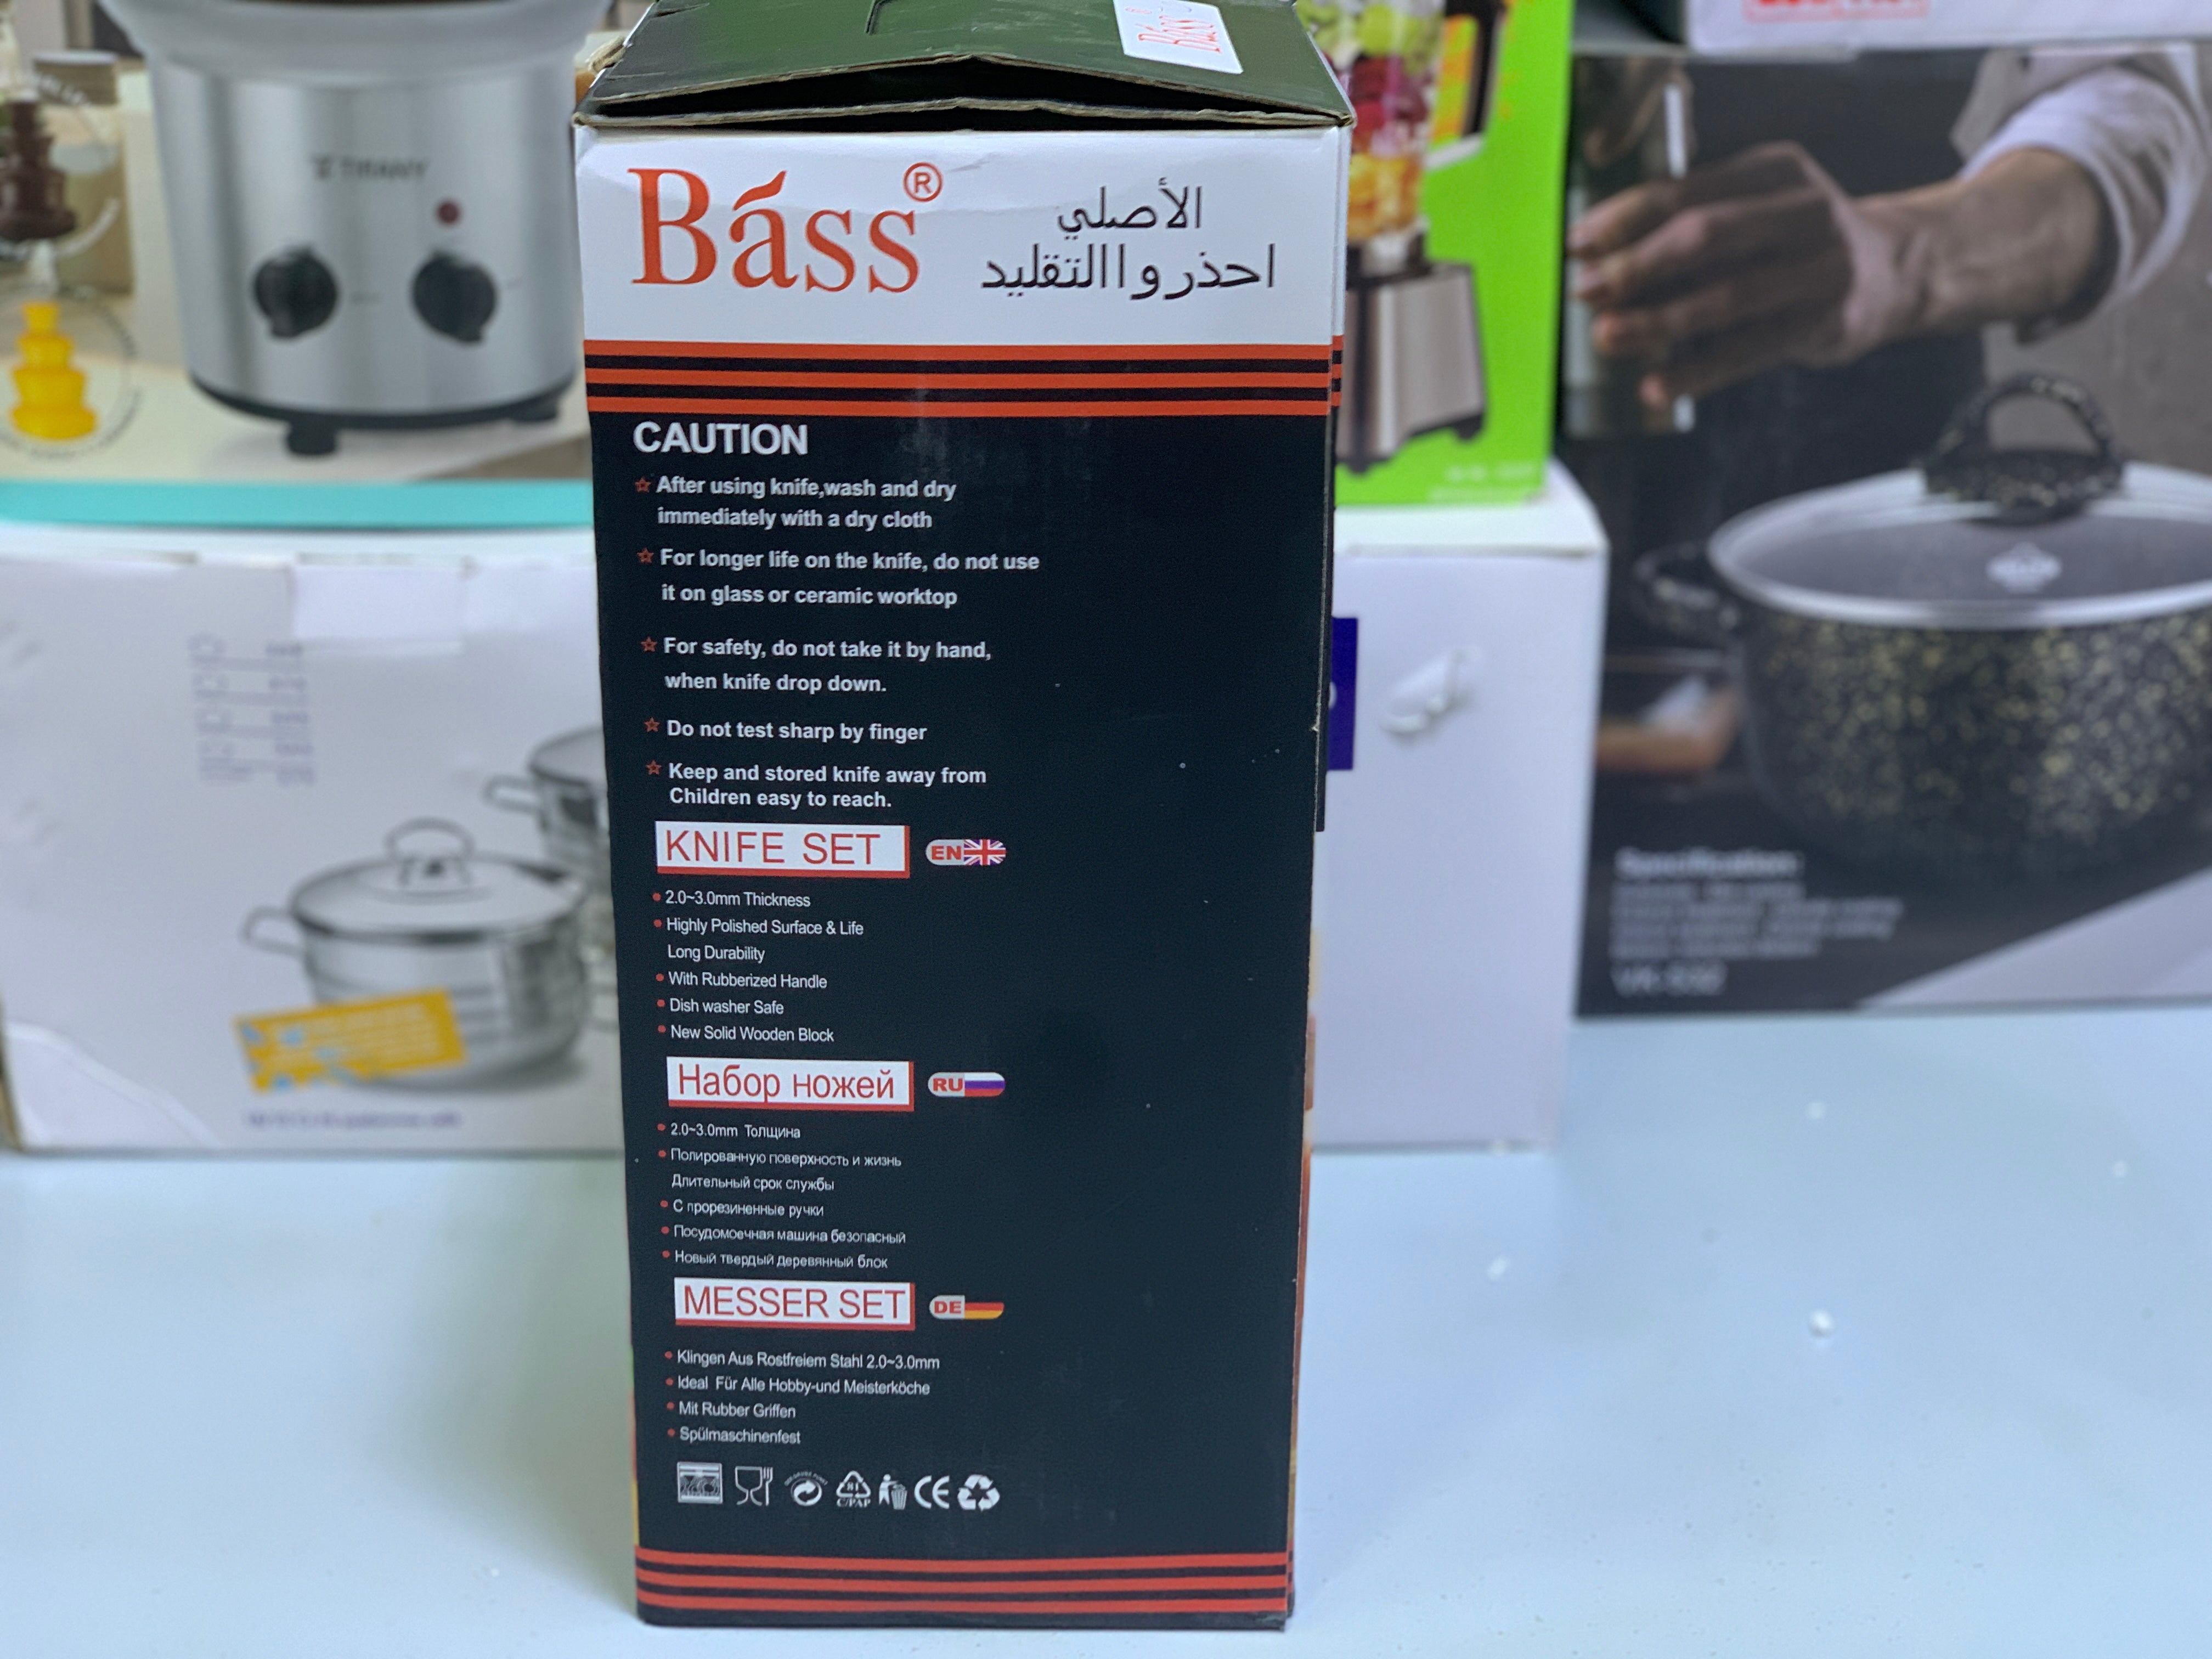 Báss
Báss®
الأصلي
احذر واالتقليد
CAUTION
☆ After using knife,wash and dry
immediately with a dry cloth
☆ For longer life on the knife, do not use
it on glass or ceramic worktop
☆ For safety, do not take it by hand,
when knife drop down.
☆ Do not test sharp by finger
☆ Keep and stored knife away from
Children easy to reach.
KNIFE SET
EN
• 2.0~3.0mm Thickness
• Highly Polished Surface & Life
Long Durability
• With Rubberized Handle
• Dish washer Safe
• New Solid Wooden Block
Набор ножей
RU
• 2.0~3.0mm Толщина
• Полированную поверхность и жизнь
Длительный срок службы
• С прорезиненные ручки
• Посудомоечная машина безопасный
• Новый твердый деревянный блок
MESSER SET
DE
• Klingen Aus Rostfreiem Stahl 2.0~3.0mm
• Ideal Für Alle Hobby-und Meisterköche
• Mit Rubber Griffen
• Spülmaschinenfest
C/PAP
CE
TIFFANY
Specification: